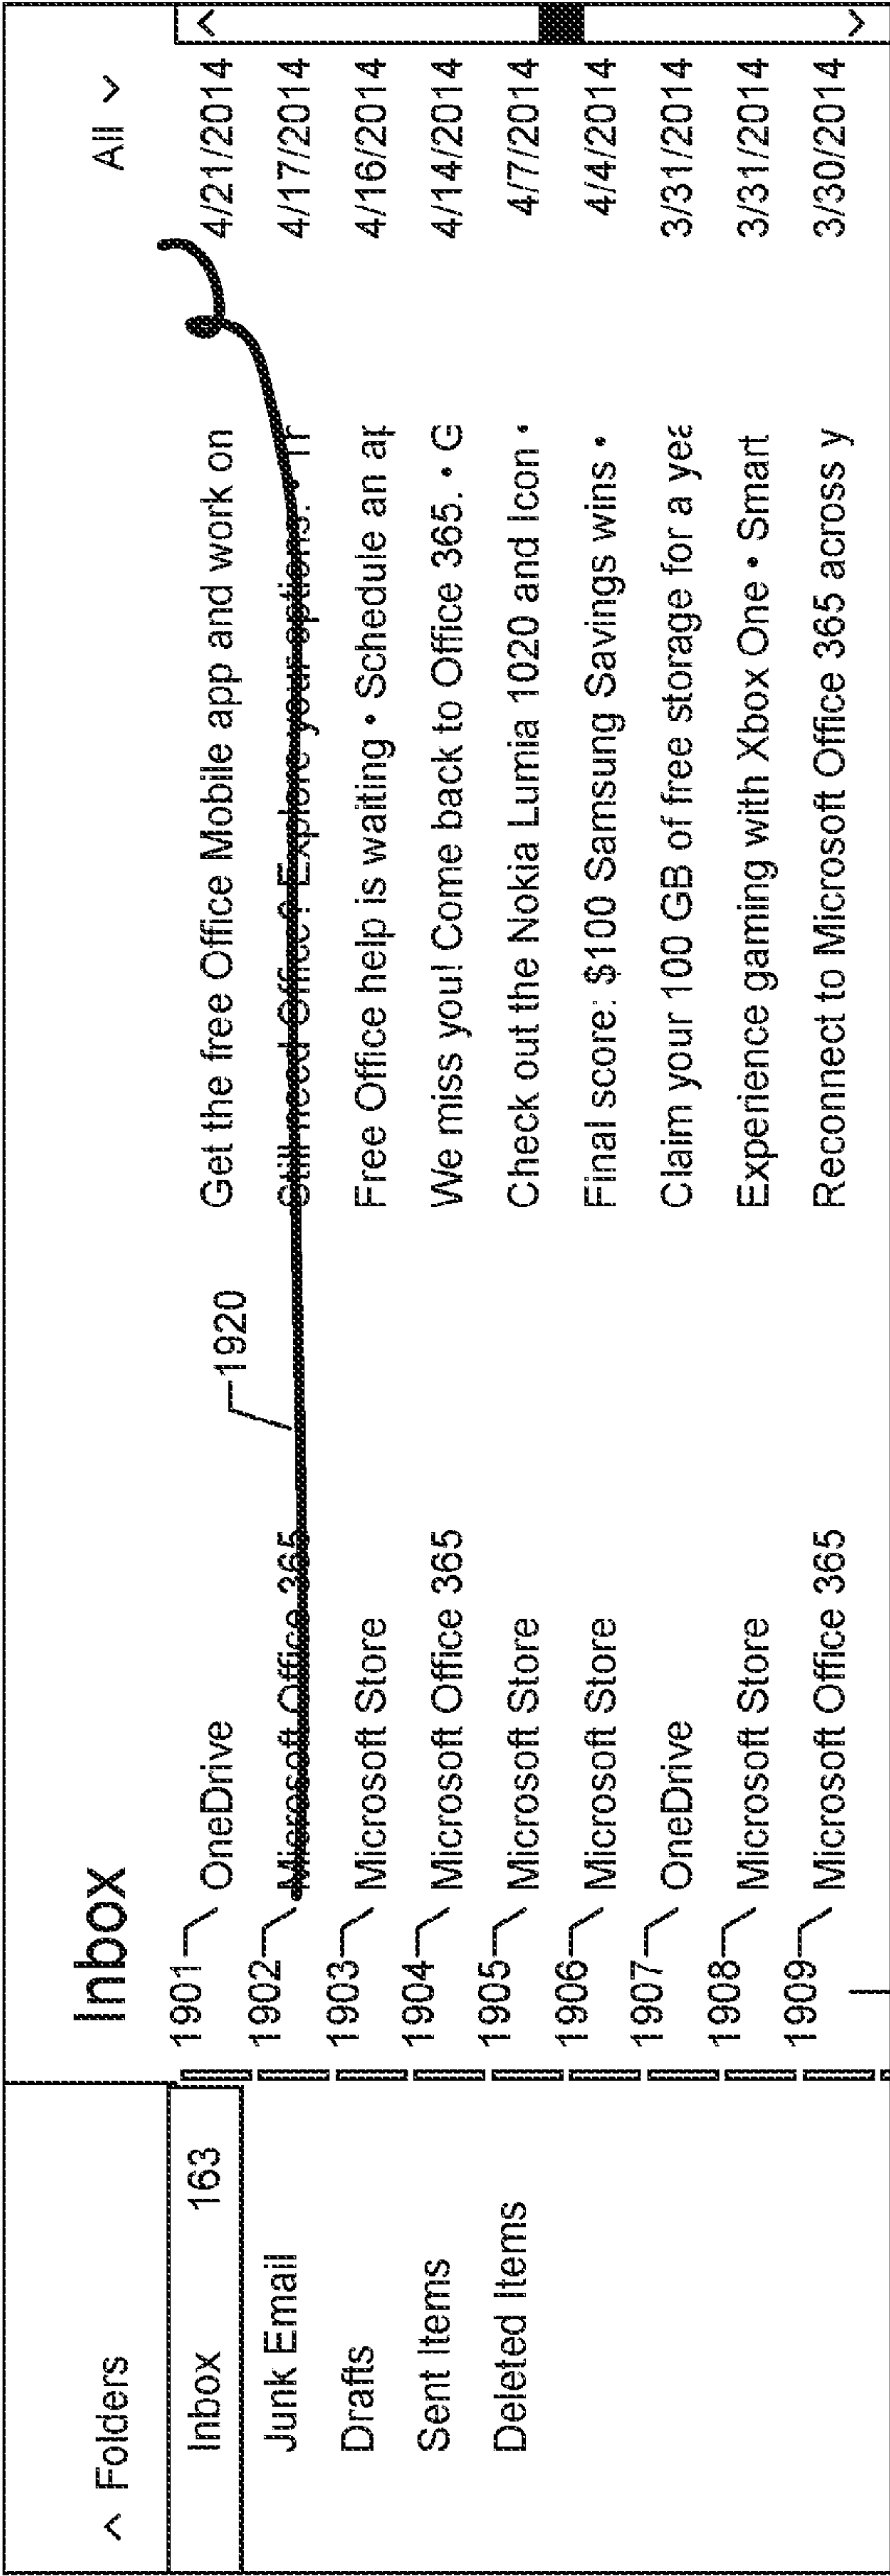 ^ Folders
Inbox 163
Junk Email
Drafts
Sent Items
Deleted Items
Inbox
All
1901 OneDrive Get the free Office Mobile app and work on 4/21/2014
1920
1902 Microsoft Office 365 Still need Office? Explore your options. • Tr 4/17/2014
1903 Microsoft Store Free Office help is waiting • Schedule an ap 4/16/2014
1904 Microsoft Office 365 We miss you! Come back to Office 365. • G 4/14/2014
1905 Microsoft Store Check out the Nokia Lumia 1020 and Icon • 4/7/2014
1906 Microsoft Store Final score: $100 Samsung Savings wins • 4/4/2014
1907 OneDrive Claim your 100 GB of free storage for a yea 3/31/2014
1908 Microsoft Store Experience gaming with Xbox One • Smart 3/31/2014
1909 Microsoft Office 365 Reconnect to Microsoft Office 365 across y 3/30/2014